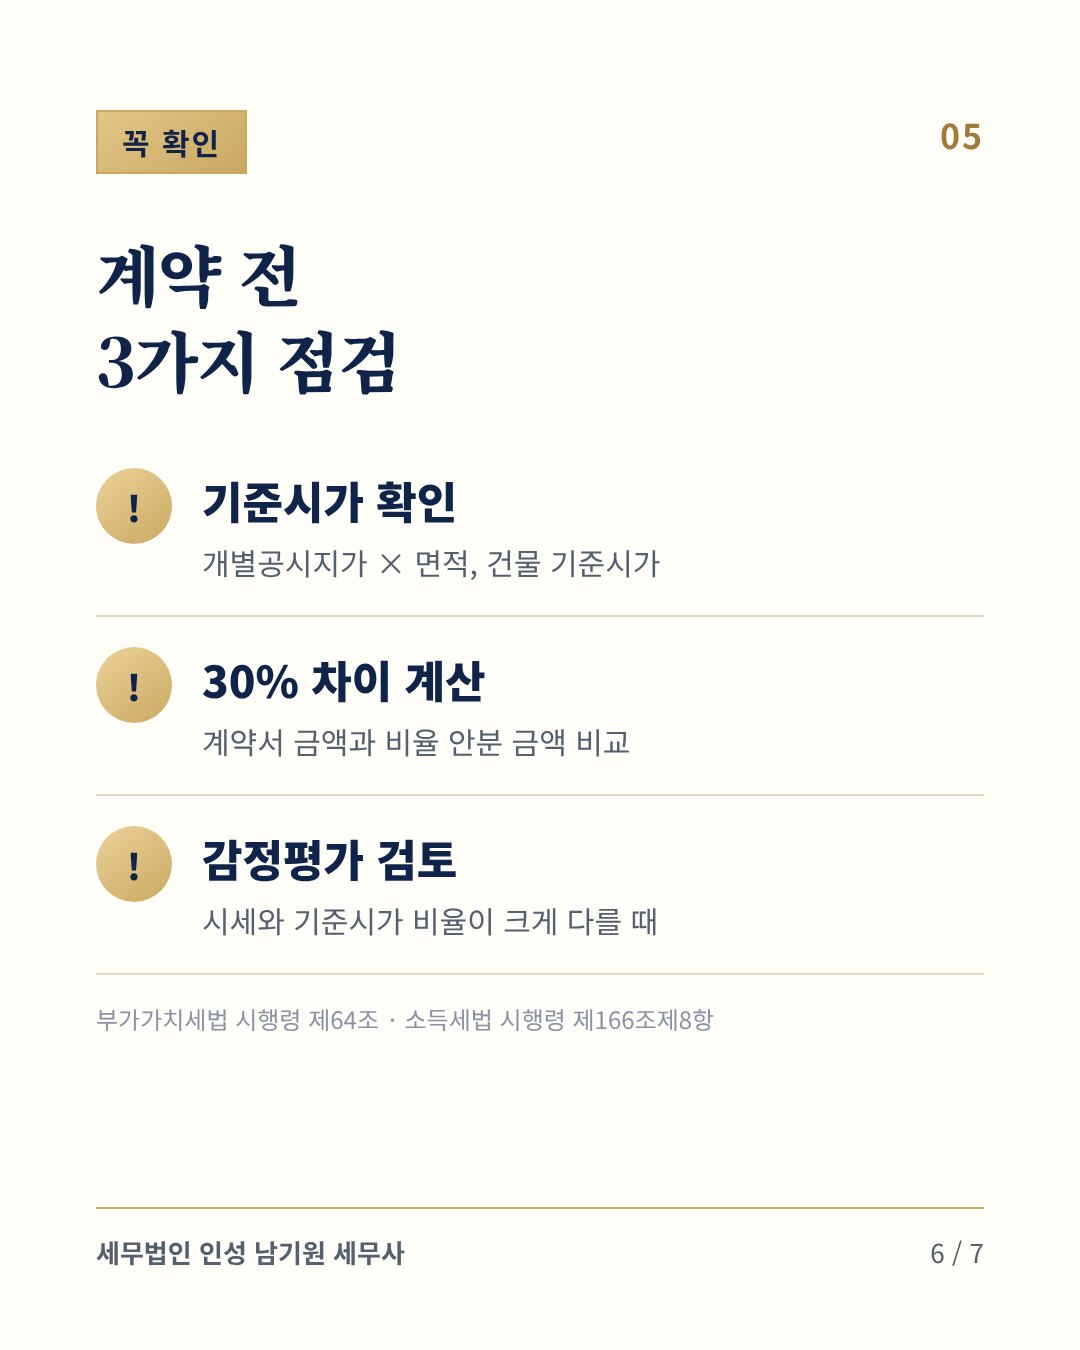 꼭 확인
05
계약 전
3가지 점검
!
기준시가 확인
개별공시지가 × 면적, 건물 기준시가
!
30% 차이 계산
계약서 금액과 비율 안분 금액 비교
!
감정평가 검토
시세와 기준시가 비율이 크게 다를 때
부가가치세법 시행령 제64조 · 소득세법 시행령 제166조제8항
세무법인 인성 남기원 세무사
6 / 7